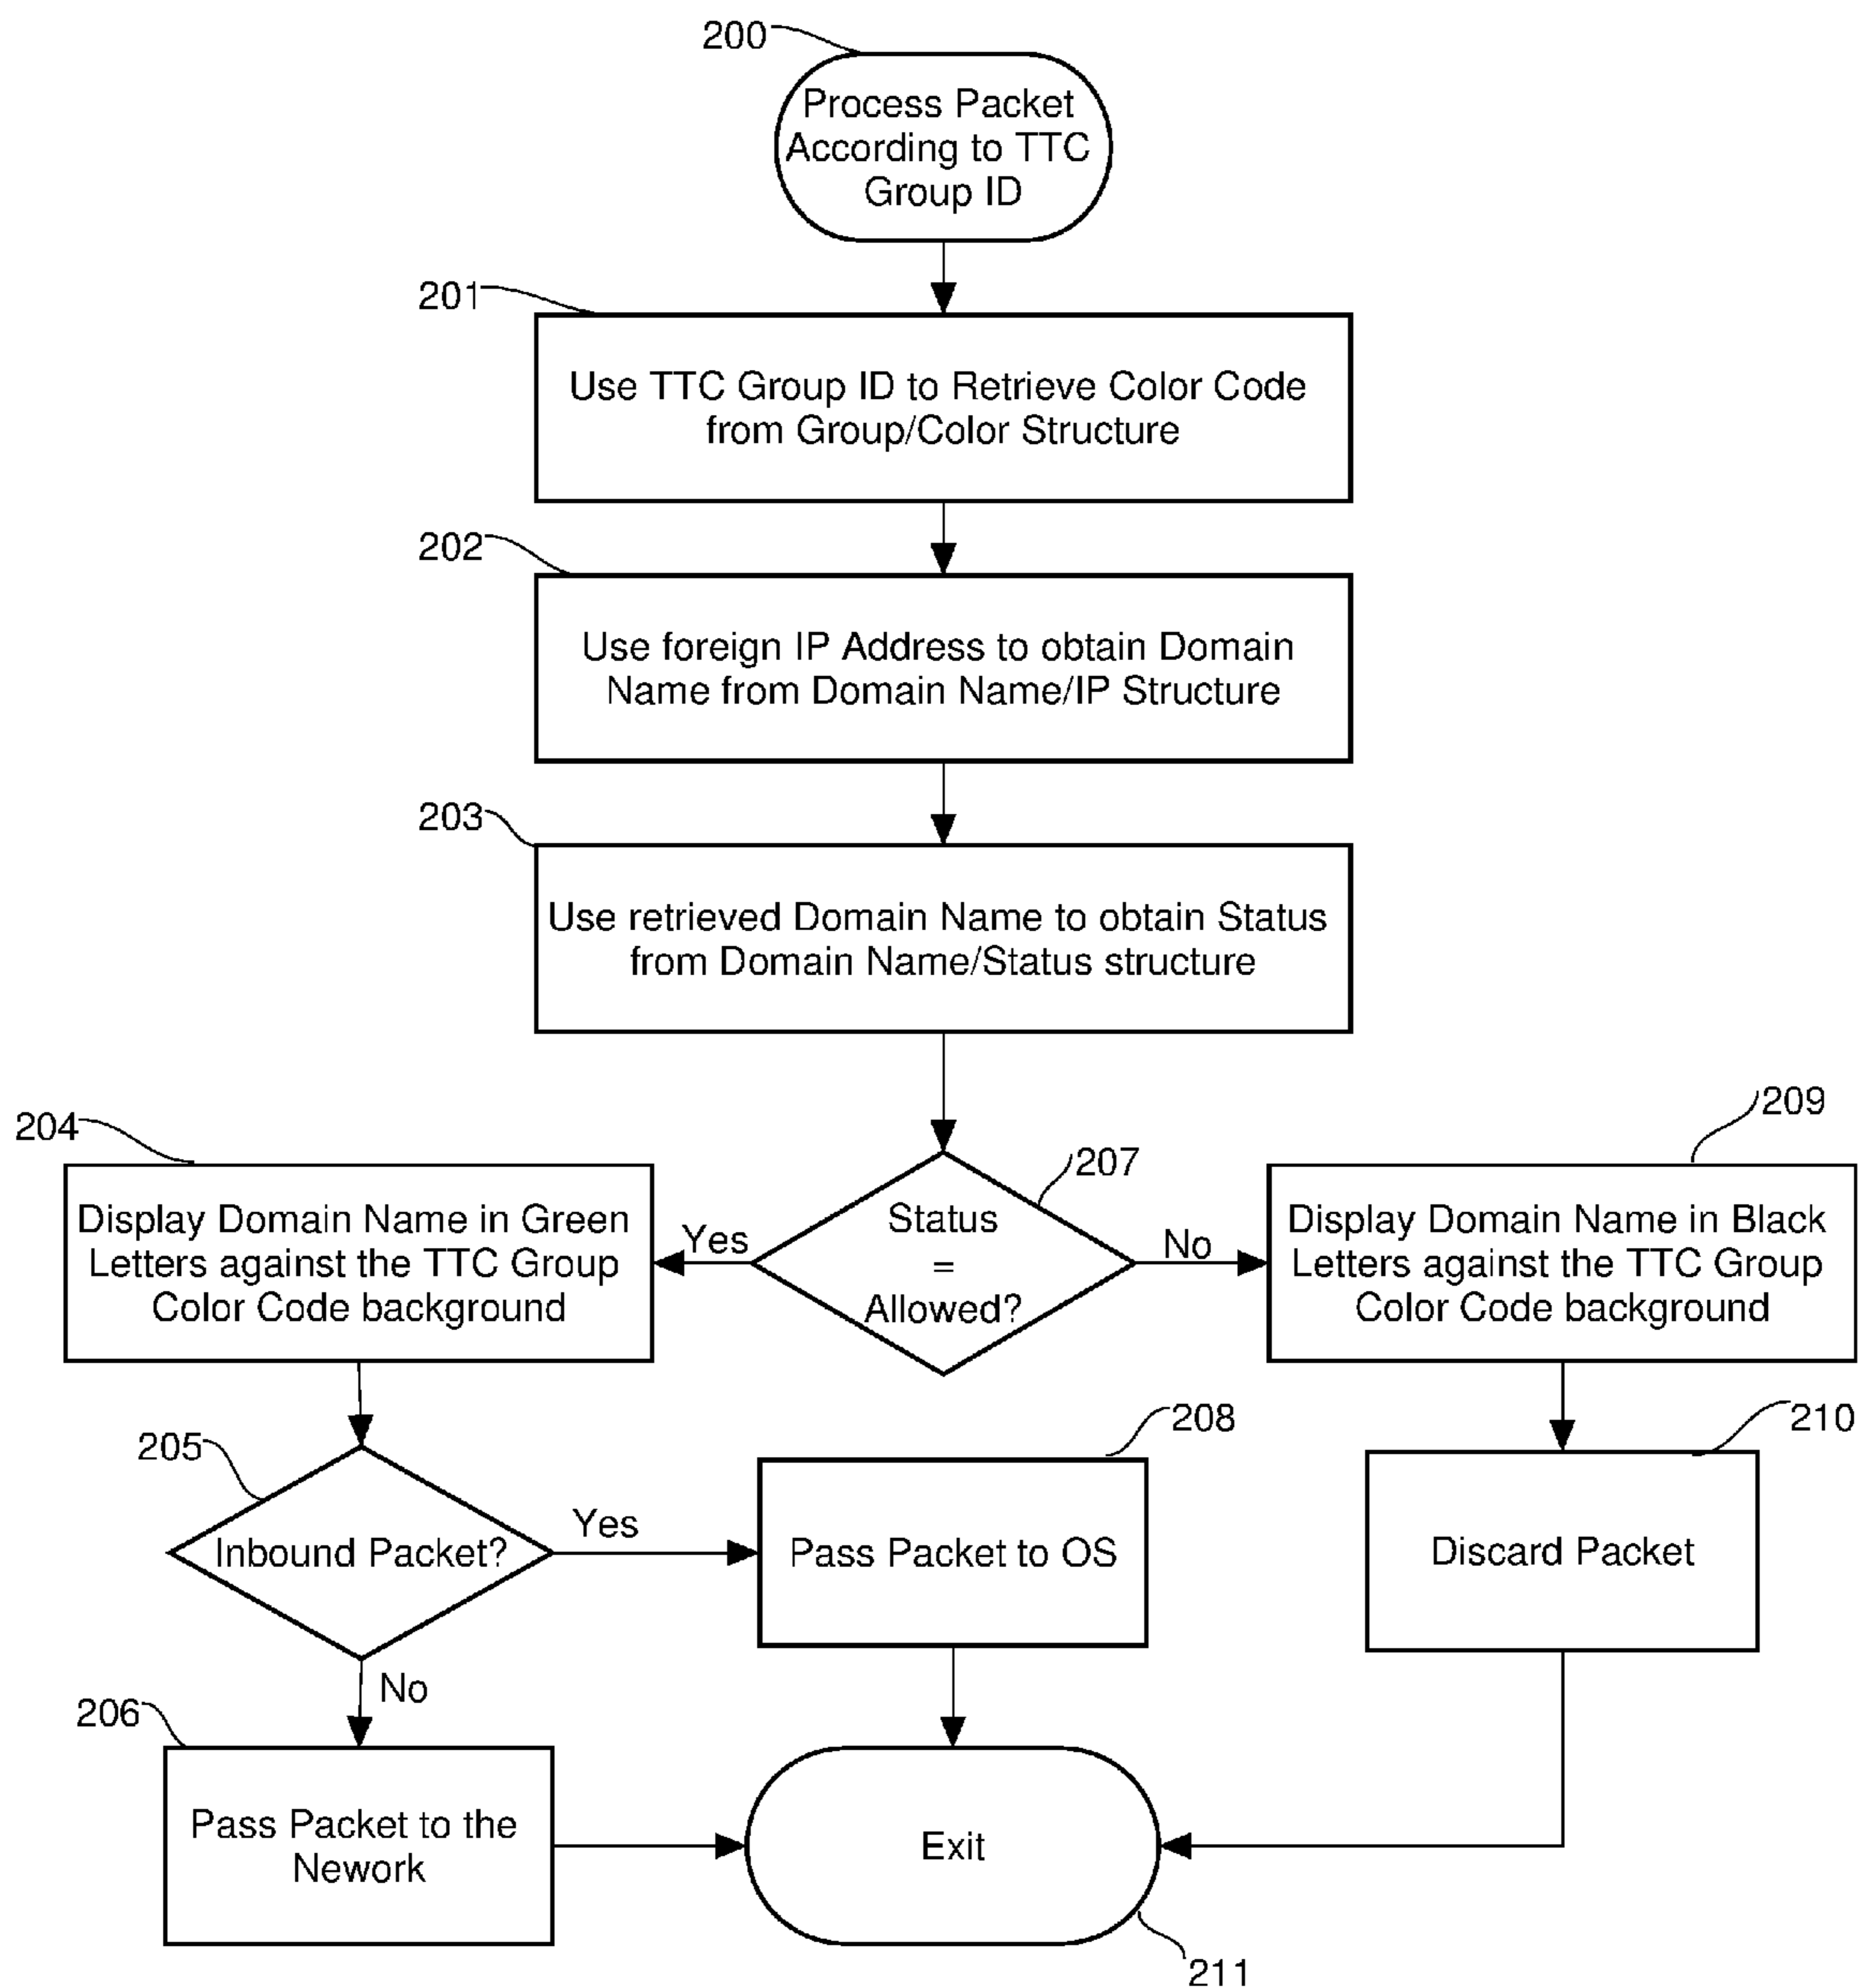 200
Process Packet
According to TTC
Group ID
201
Use TTC Group ID to Retrieve Color Code
from Group/Color Structure
202
Use foreign IP Address to obtain Domain
Name from Domain Name/IP Structure
203
Use retrieved Domain Name to obtain Status
from Domain Name/Status structure
204
Display Domain Name in Green
Letters against the TTC Group
Color Code background
Yes
207
Status
=
Allowed?
No
209
Display Domain Name in Black
Letters against the TTC Group
Color Code background
205
Inbound Packet?
Yes
208
Pass Packet to OS
210
Discard Packet
No
206
Pass Packet to the
Nework
Exit
211